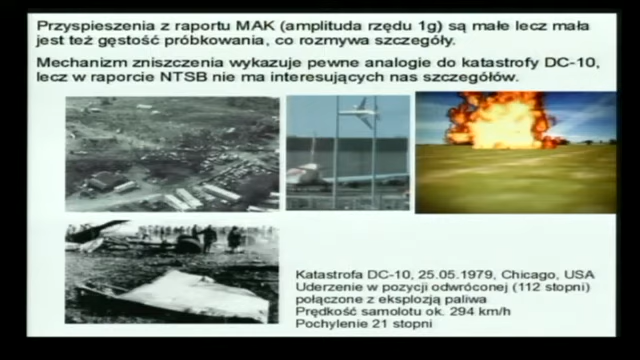 Przyspieszenia z raportu MAK (amplituda rzędu 1g) są małe lecz mała
jest też gęstość próbkowania, co rozmywa szczegóły.
Mechanizm zniszczenia wykazuje pewne analogie do katastrofy DC-10,
lecz w raporcie NTSB nie ma interesujących nas szczegółów.
Katastrofa DC-10, 25.05.1979, Chicago, USA
Uderzenie w pozycji odwróconej (112 stopni)
połączone z eksplozją paliwa
Prędkość samolotu ok. 294 km/h
Pochylenie 21 stopni